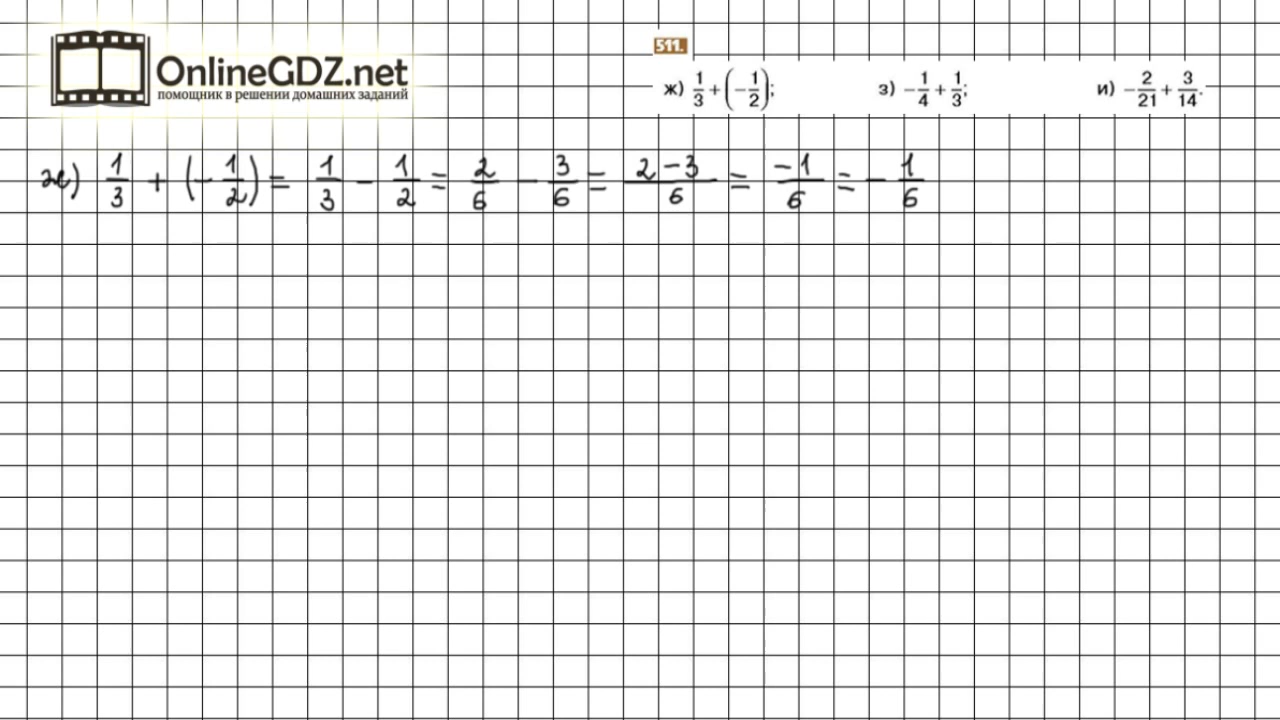 OnlineGDZ.net
помощник в решении домашних заданий
511.
ж) 1/3 + (-1/2); з) -1/4 + 1/3; и) -2/21 + 3/14.
ж) 1/3 + (-1/2) = 1/3 - 1/2 = 2/6 - 3/6 = 2-3/6 = -1/6 = -1/6